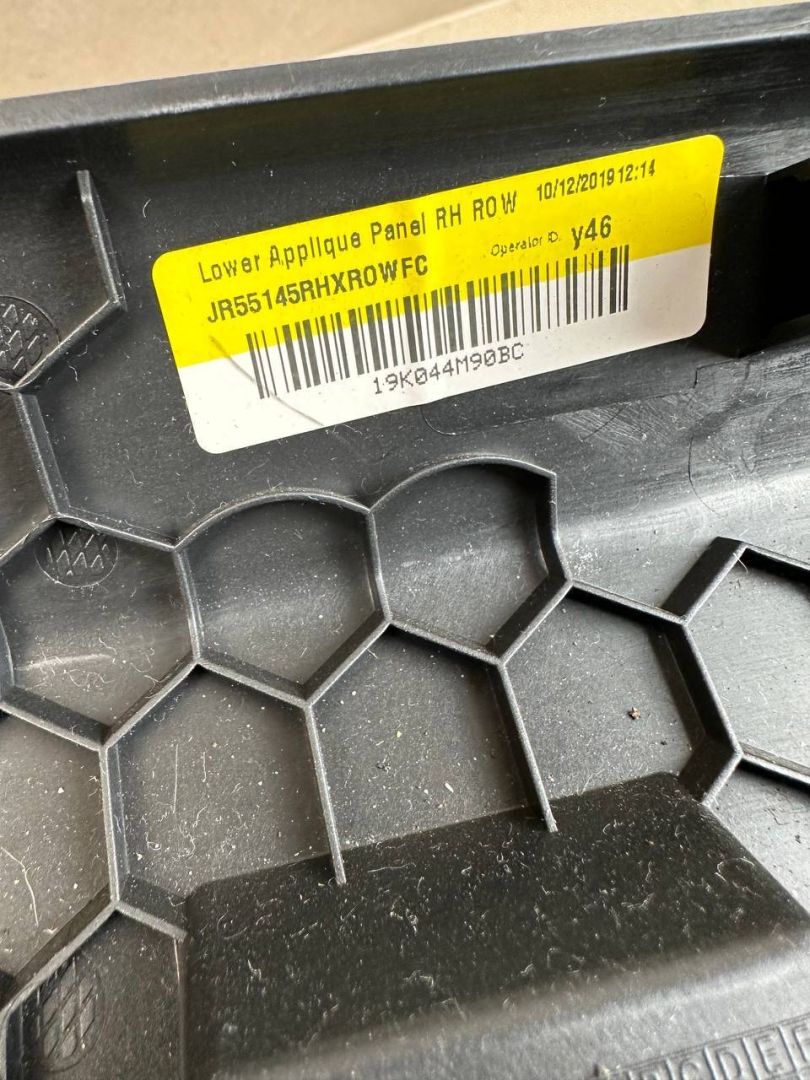 Lower Applique Panel RH ROW 10/12/2019 12:14
JR55145RHXROWFC Operator ID. y46
19K044M90BC